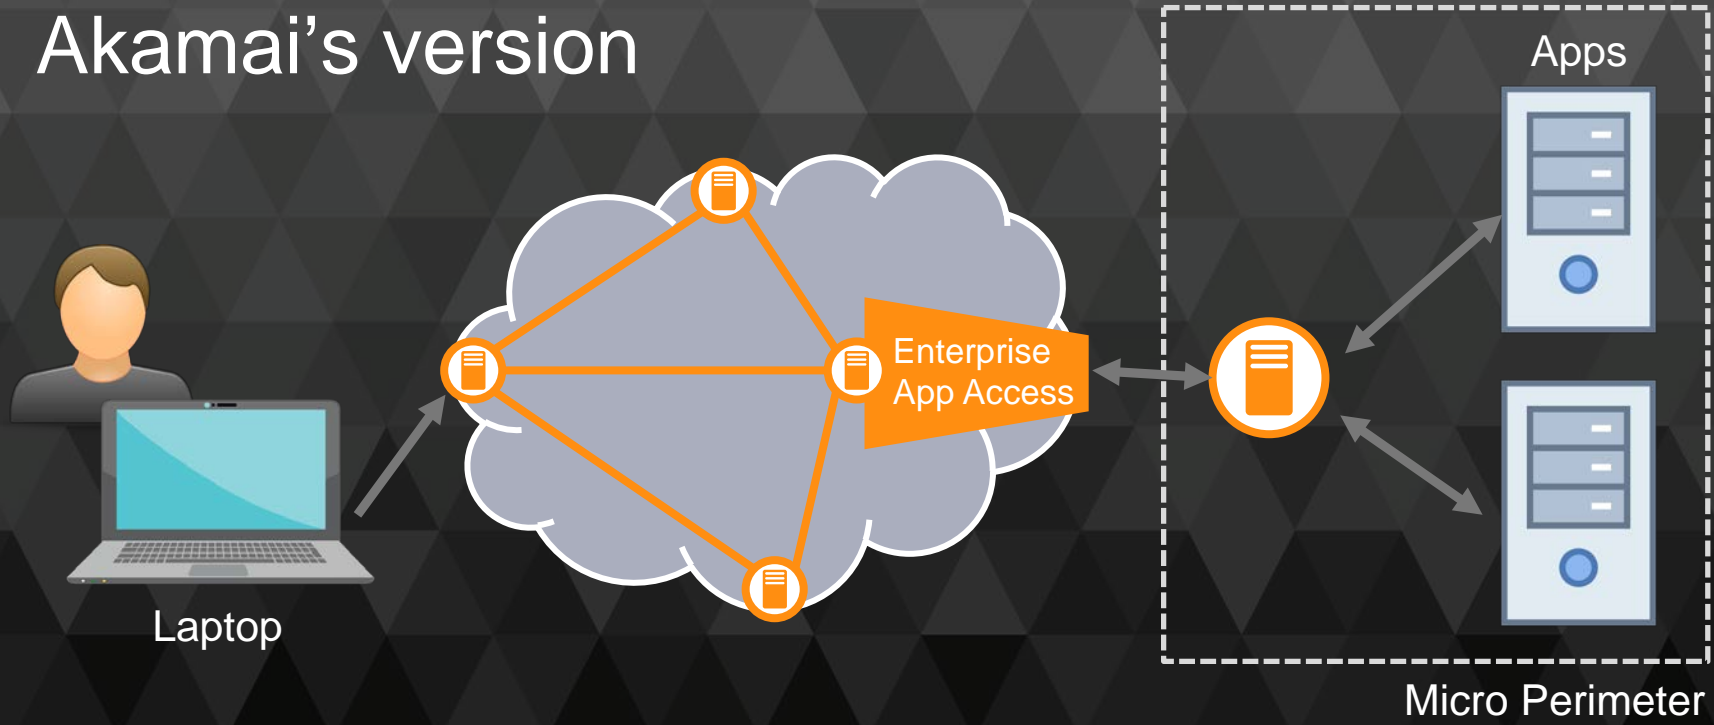 Akamai’s version
Apps
Enterprise
App Access
Laptop
Micro Perimeter